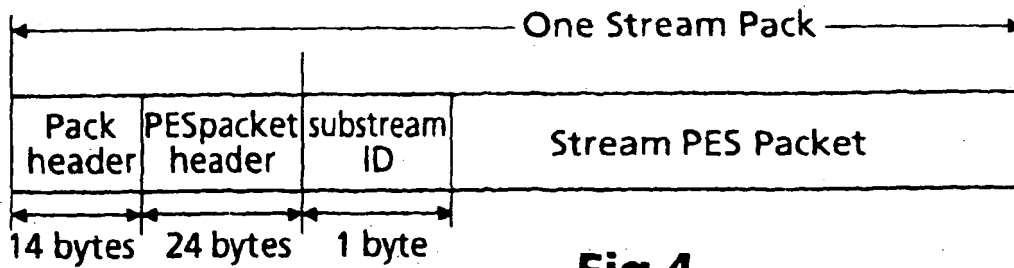 One Stream Pack
Pack header
PESpacket header
substream ID
Stream PES Packet
14 bytes
24 bytes
1 byte